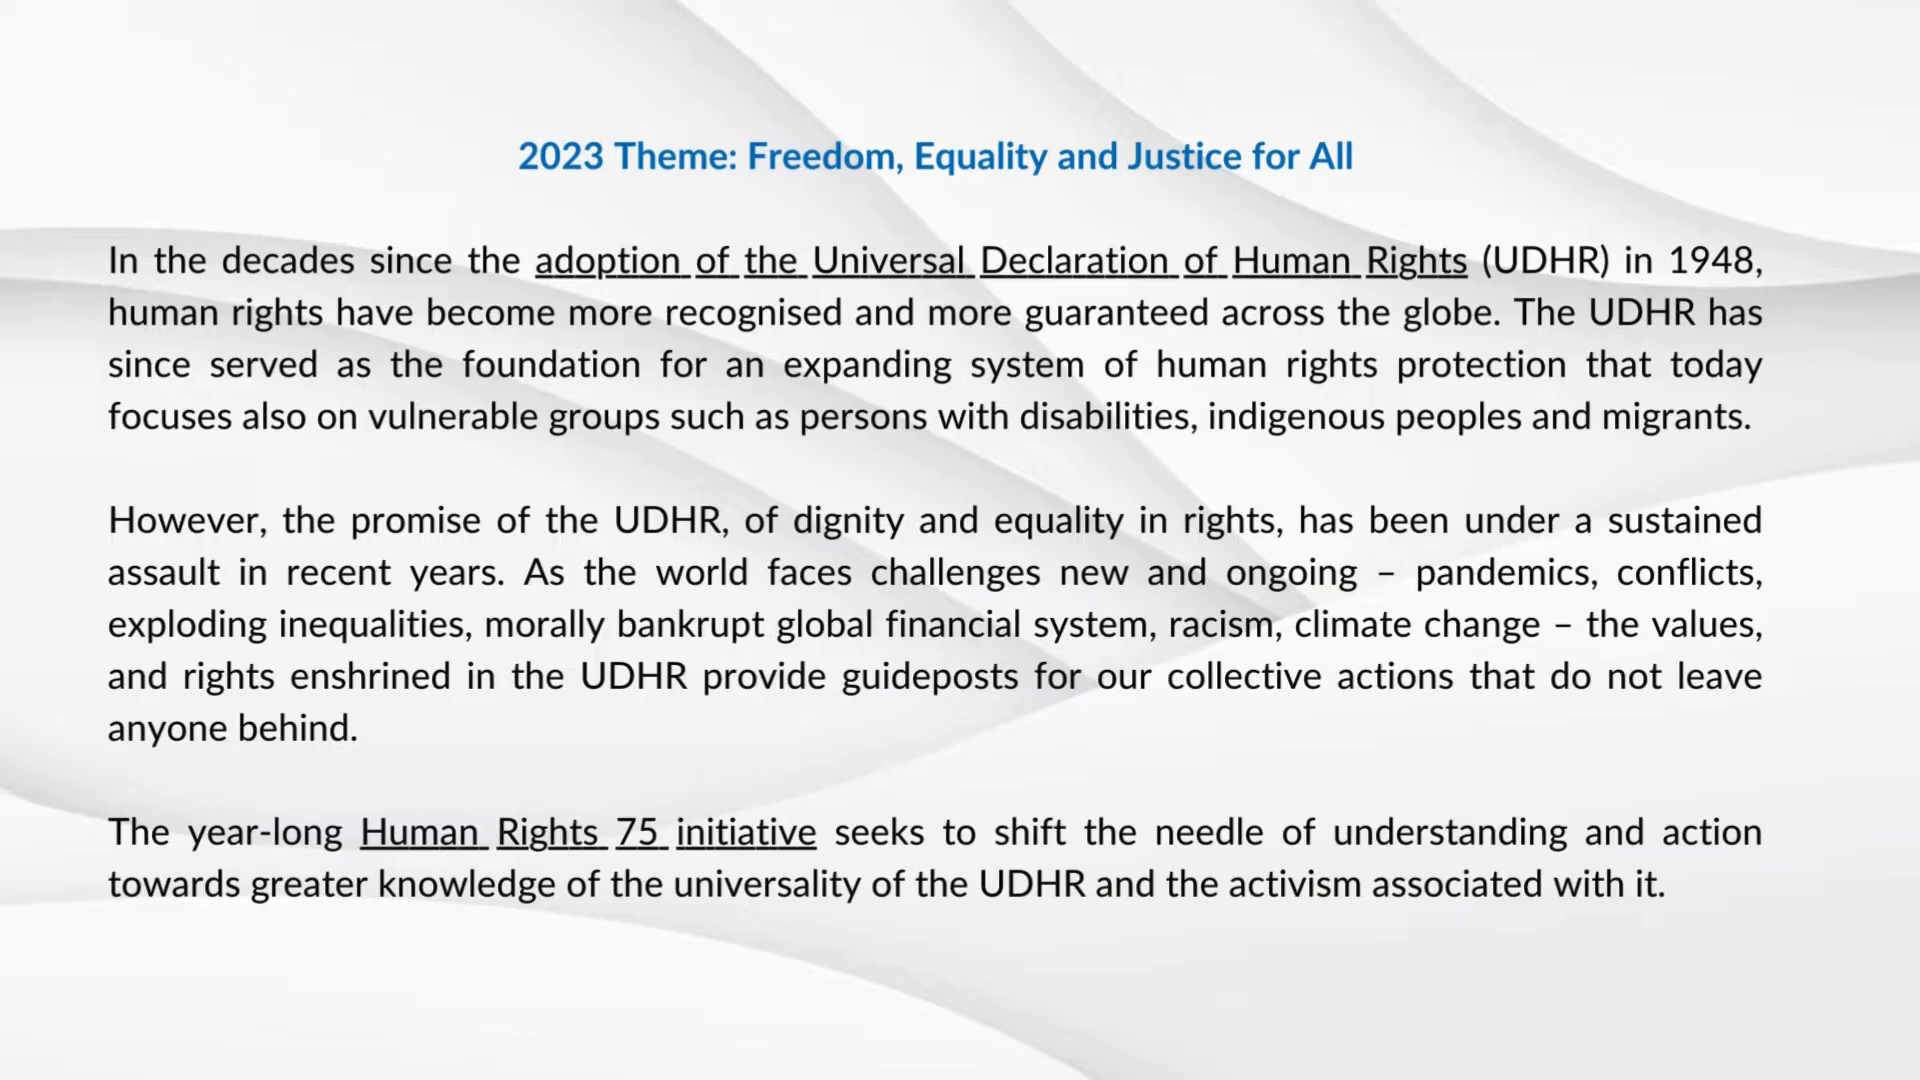 2023 Theme: Freedom, Equality and Justice for All
In the decades since the adoption of the Universal Declaration of Human Rights (UDHR) in 1948,
human rights have become more recognised and more guaranteed across the globe. The UDHR has
since served as the foundation for an expanding system of human rights protection that today
focuses also on vulnerable groups such as persons with disabilities, indigenous peoples and migrants.
However, the promise of the UDHR, of dignity and equality in rights, has been under a sustained
assault in recent years. As the world faces challenges new and ongoing – pandemics, conflicts,
exploding inequalities, morally bankrupt global financial system, racism, climate change – the values,
and rights enshrined in the UDHR provide guideposts for our collective actions that do not leave
anyone behind.
The year-long Human Rights 75 initiative seeks to shift the needle of understanding and action
towards greater knowledge of the universality of the UDHR and the activism associated with it.